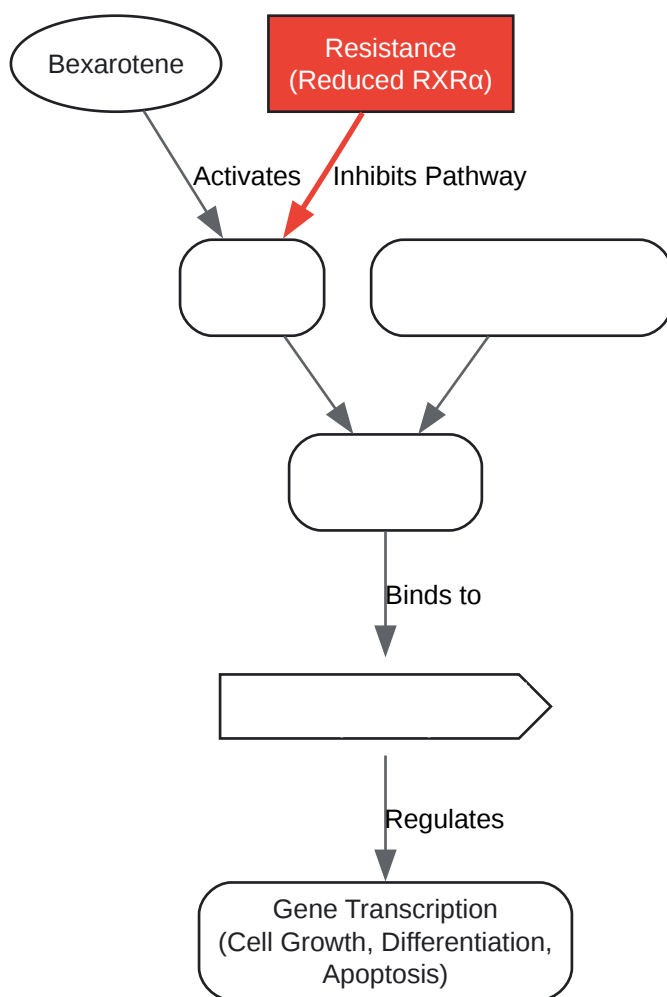 Bexarotene
Resistance
(Reduced RXRα)
Activates
Inhibits Pathway
Binds to
Regulates
Gene Transcription
(Cell Growth, Differentiation,
Apoptosis)